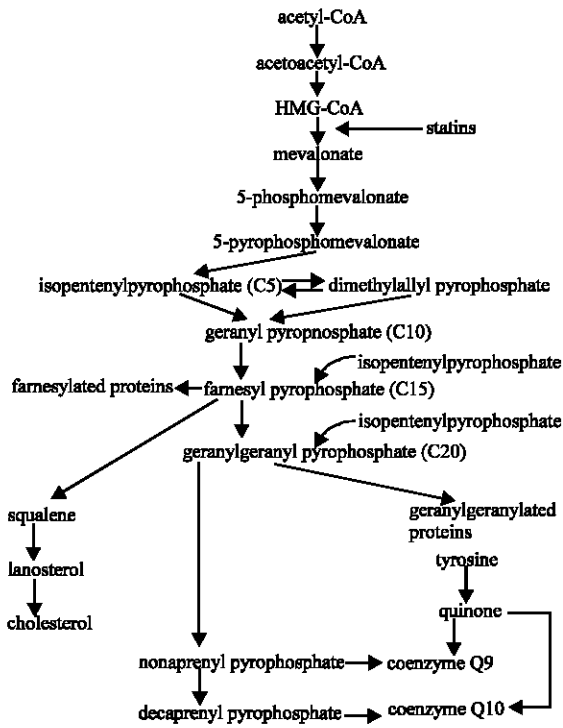 acetyl-CoA
acetoacetyl-CoA
HMG-CoA
statins
mevalonate
5-phosphomevalonate
5-pyrophosphomevalonate
isopentenylpyrophosphate (C5)
dimethylallyl pyrophosphate
geranyl pyropnosphate (C10)
isopentenylpyrophosphate
farnesylated proteins
farnesyl pyrophosphate (C15)
isopentenylpyrophosphate
geranylgeranyl pyrophosphate (C20)
squalene
geranylgeranylated
proteins
tyrosine
lanosterol
quinone
cholesterol
nonaprenyl pyrophosphate
coenzyme Q9
decaprenyl pyrophosphate
coenzyme Q10